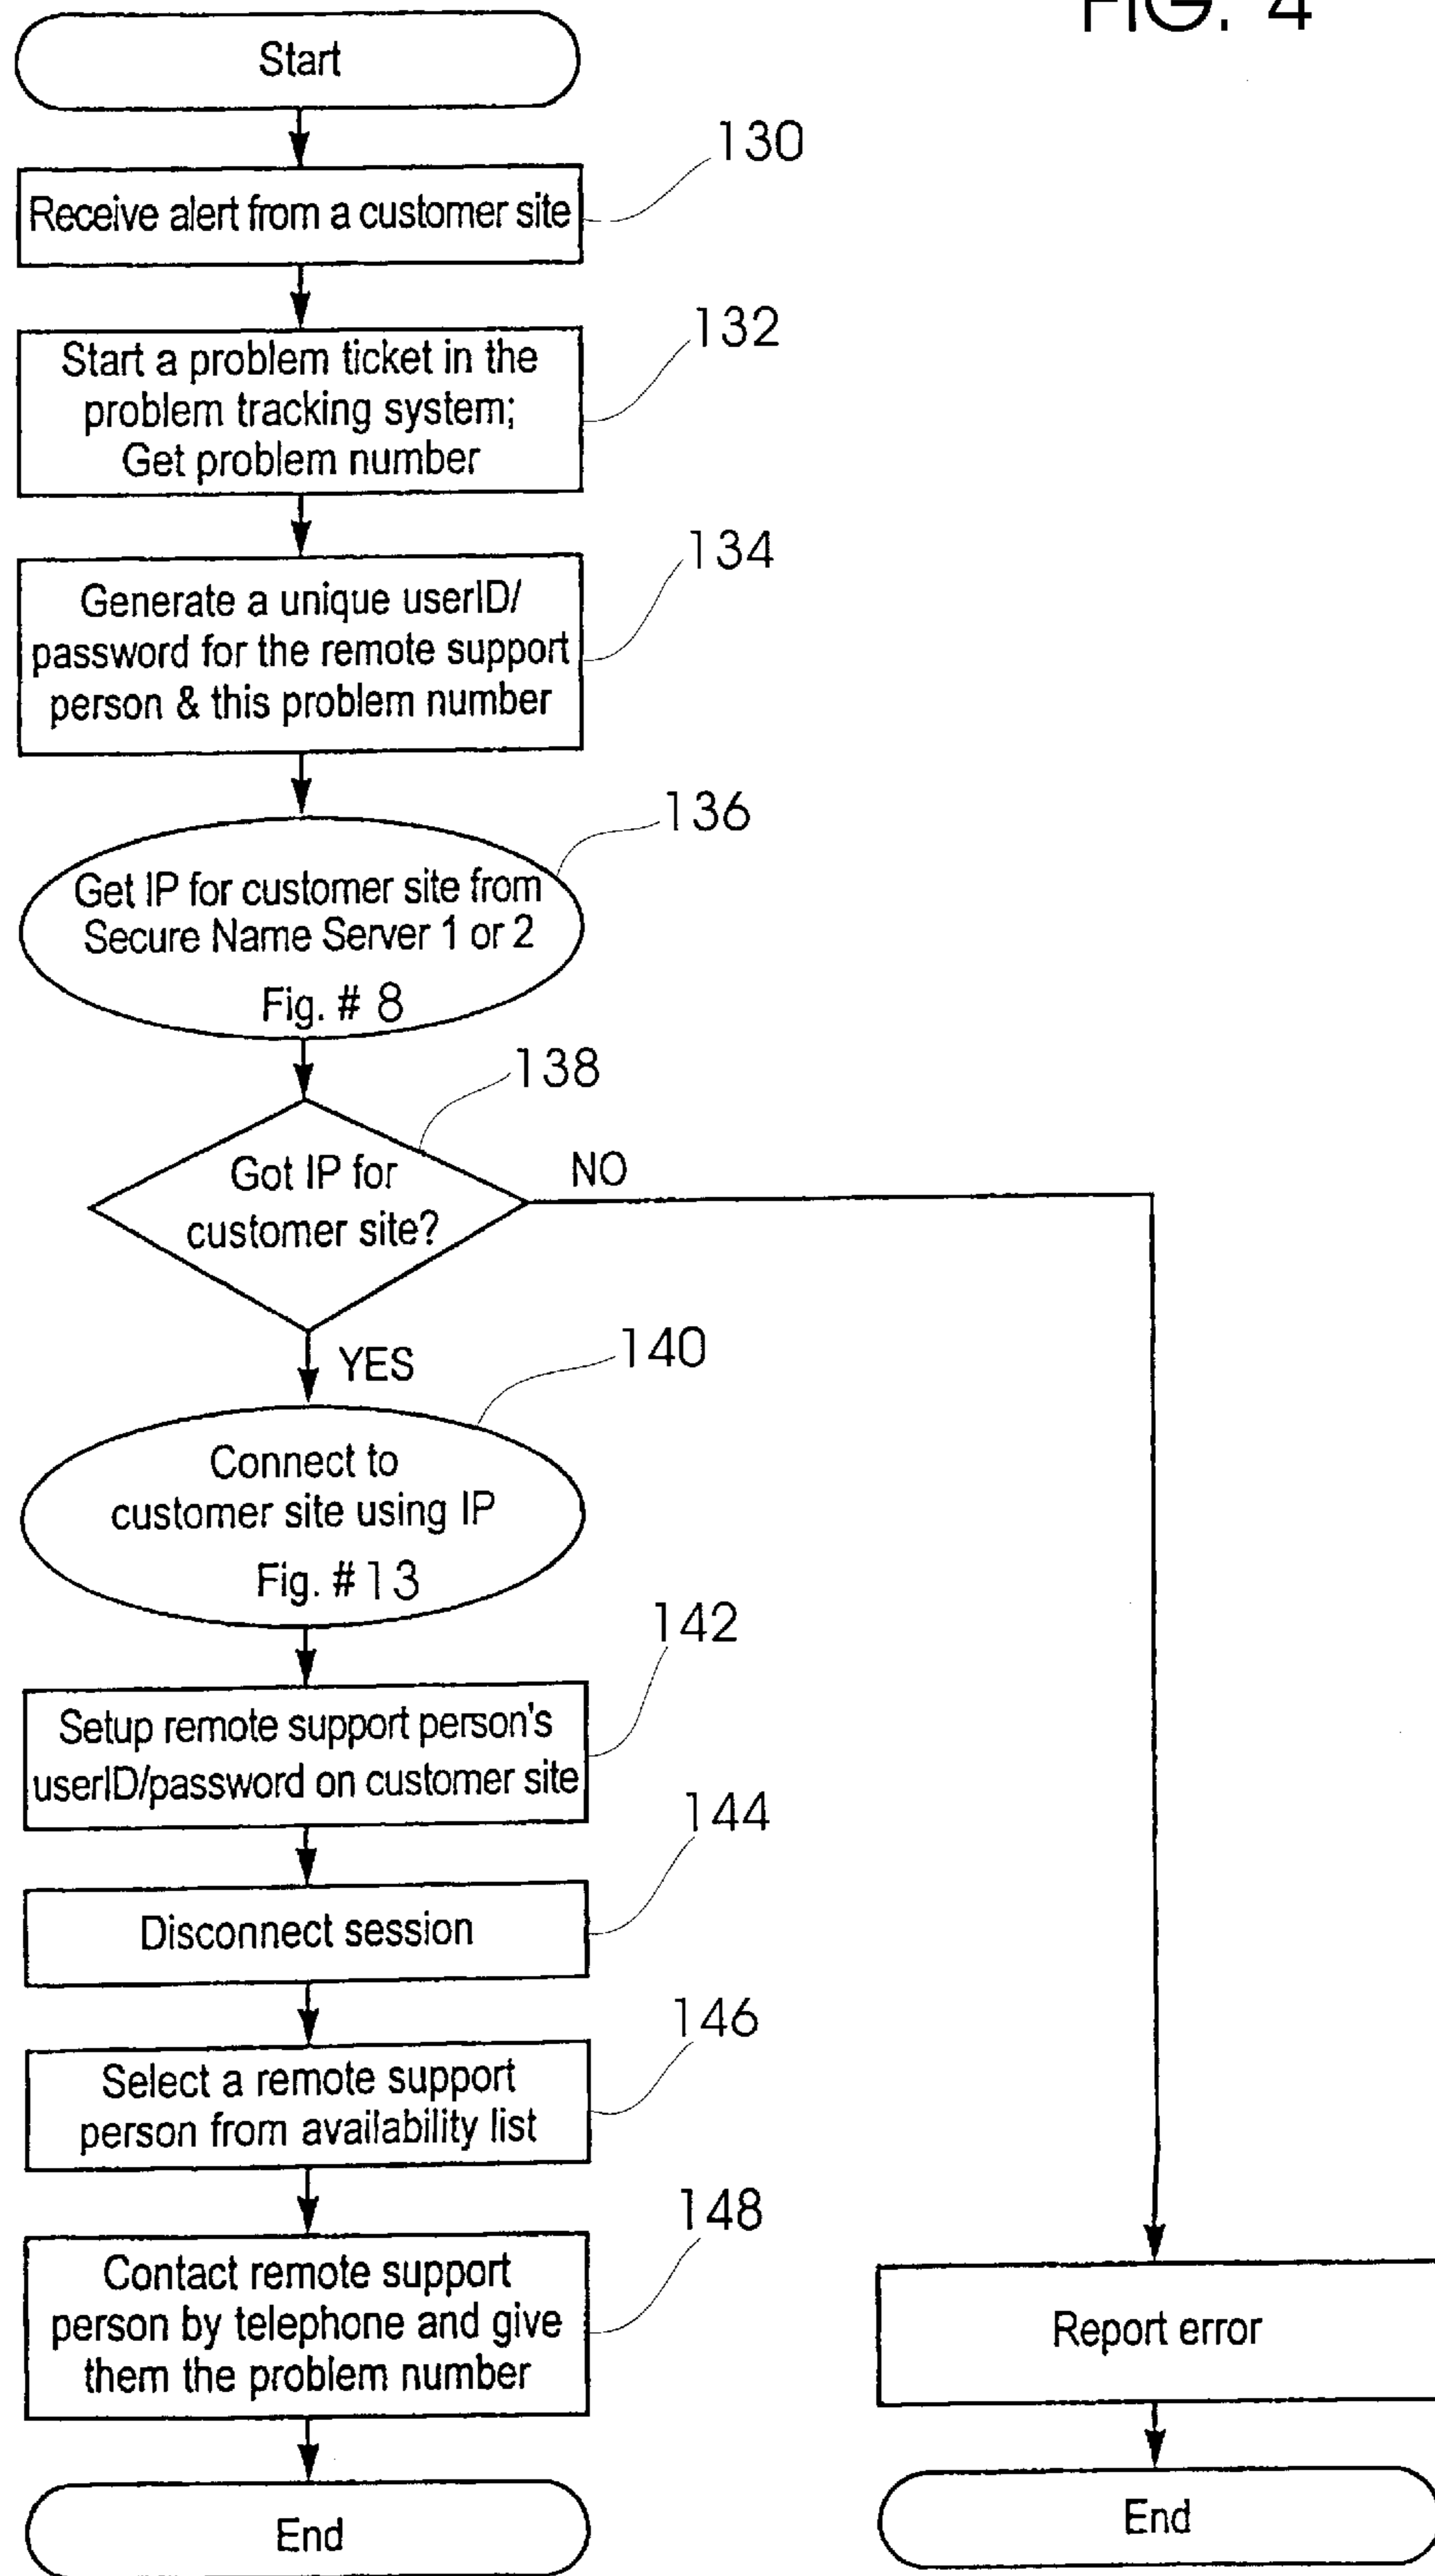 FIG. 4
Start
130
Receive alert from a customer site
132
Start a problem ticket in the
problem tracking system;
Get problem number
134
Generate a unique userID/
password for the remote support
person & this problem number
136
Get IP for customer site from
Secure Name Server 1 or 2
Fig. # 8
138
Got IP for
customer site?
NO
YES
140
Connect to
customer site using IP
Fig. # 13
142
Setup remote support person's
userID/password on customer site
144
Disconnect session
146
Select a remote support
person from availability list
148
Contact remote support
person by telephone and give
them the problem number
Report error
End
End